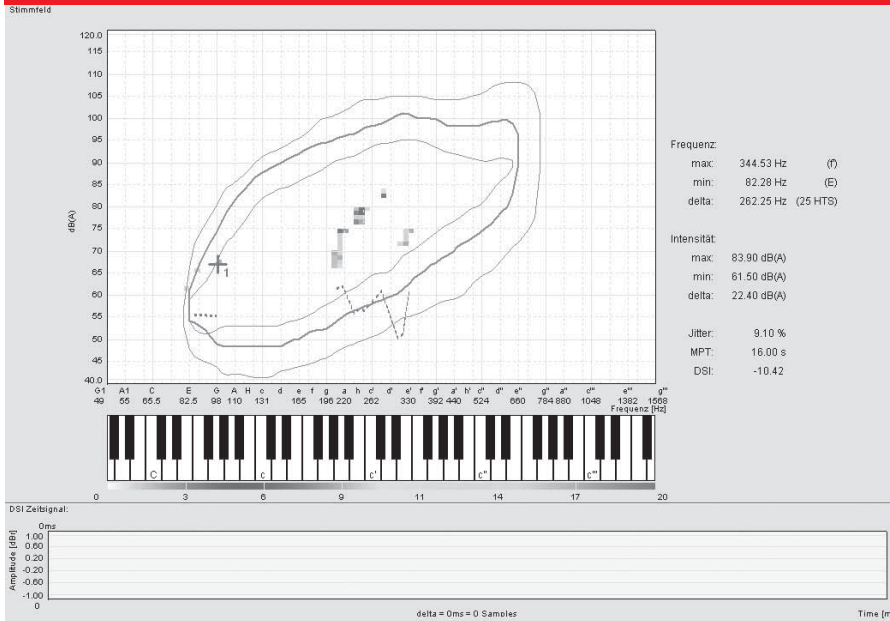 Stimmfeld
120.0
115
110
105
100
95
90
85
80
75
70
65
60
55
50
45
40.0
dB(A)
1
G1 A1 C E G A H c d e f g a h c' d' e' f' g' a' h' c'' d'' e'' g'' a'' c''' e''' g'''
49 55 65.5 82.5 98 110 131 165 196 220 262 330 392 440 524 660 784 880 1048 1382 1568
Frequenz [Hz]
C c c' c'' c'''
0 3 6 9 11 14 17 20
Frequenz:
max: 344.53 Hz (f')
min: 82.28 Hz (E)
delta: 262.25 Hz (25 HTS)
Intensität:
max: 83.90 dB(A)
min: 61.50 dB(A)
delta: 22.40 dB(A)
Jitter: 9.10 %
MPT: 16.00 s
DSI: -10.42
DSI Zeitsignal:
0ms
1.00
0.60
0.20
-0.20
-0.60
-1.00
Amplitude [dBr]
0
delta = 0ms = 0 Samples
Time [m